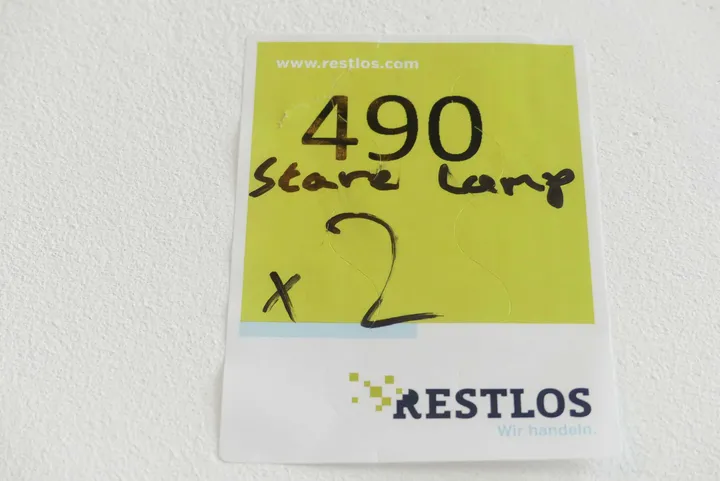 www.restlos.com
490
Stare Lamp
x 2
RESTLOS
Wir handeln.